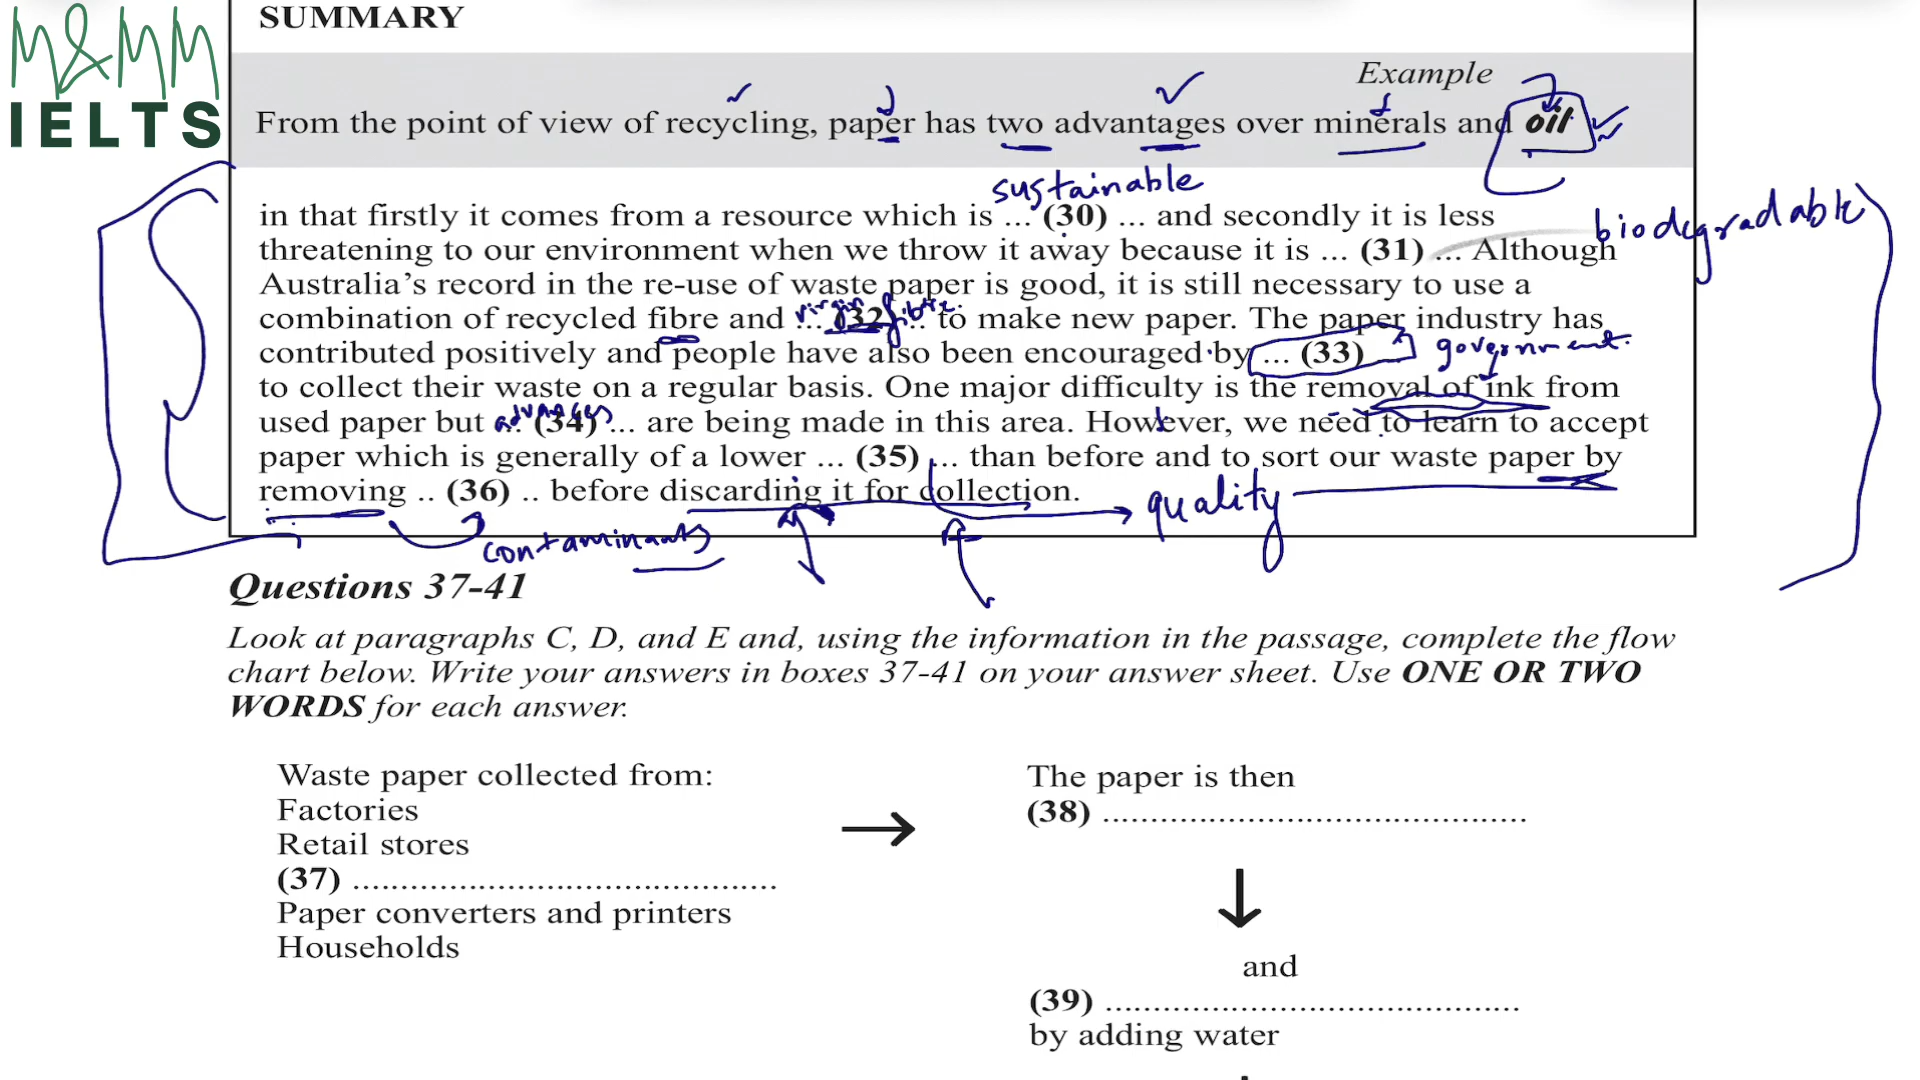 M&MM
IELTS
SUMMARY
Example
From the point of view of recycling, paper has two advantages over minerals and oil
sustainable
in that firstly it comes from a resource which is ... (30) ... and secondly it is less
biodegradable
threatening to our environment when we throw it away because it is ... (31) ... Although
Australia's record in the re-use of waste paper is good, it is still necessary to use a
virgin fibre
combination of recycled fibre and ... (32) ... to make new paper. The paper industry has
contributed positively and people have also been encouraged by ... (33) government
to collect their waste on a regular basis. One major difficulty is the removal of ink from
advances
used paper but ... (34) ... are being made in this area. However, we need to learn to accept
paper which is generally of a lower ... (35) ... than before and to sort our waste paper by
removing .. (36) .. before discarding it for collection.
quality
contaminants
Questions 37-41
Look at paragraphs C, D, and E and, using the information in the passage, complete the flow
chart below. Write your answers in boxes 37-41 on your answer sheet. Use ONE OR TWO
WORDS for each answer.
Waste paper collected from:
Factories
Retail stores
(37) ............................................
Paper converters and printers
Households
The paper is then
(38) ............................................
and
(39) ...........................................
by adding water